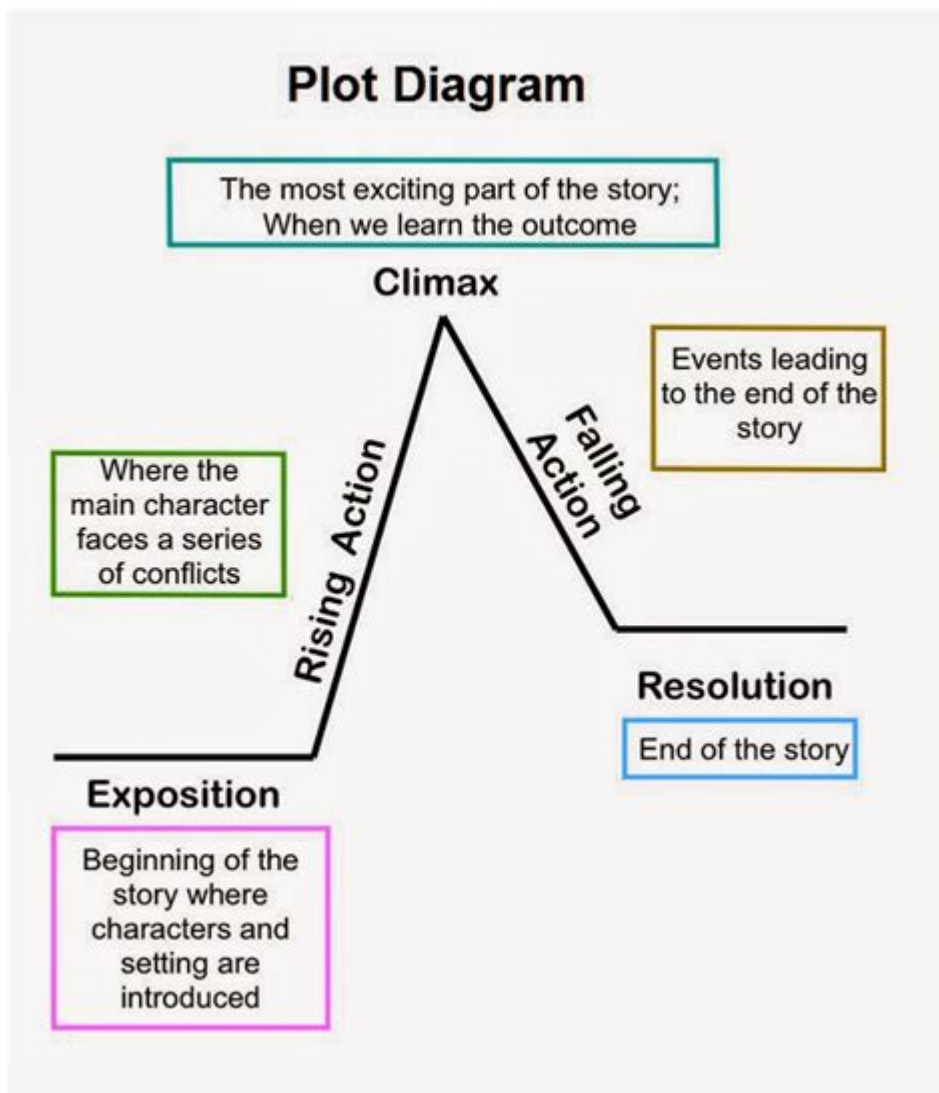 Plot Diagram
The most exciting part of the story;
When we learn the outcome
Climax
Events leading
to the end of the
story
Falling
Action
Where the
main character
faces a series
of conflicts
Rising Action
Resolution
End of the story
Exposition
Beginning of the
story where
characters and
setting are
introduced